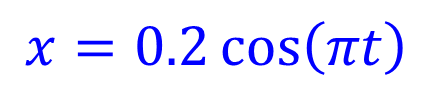 𝑥 = 0.2 cos(𝜋𝑡)